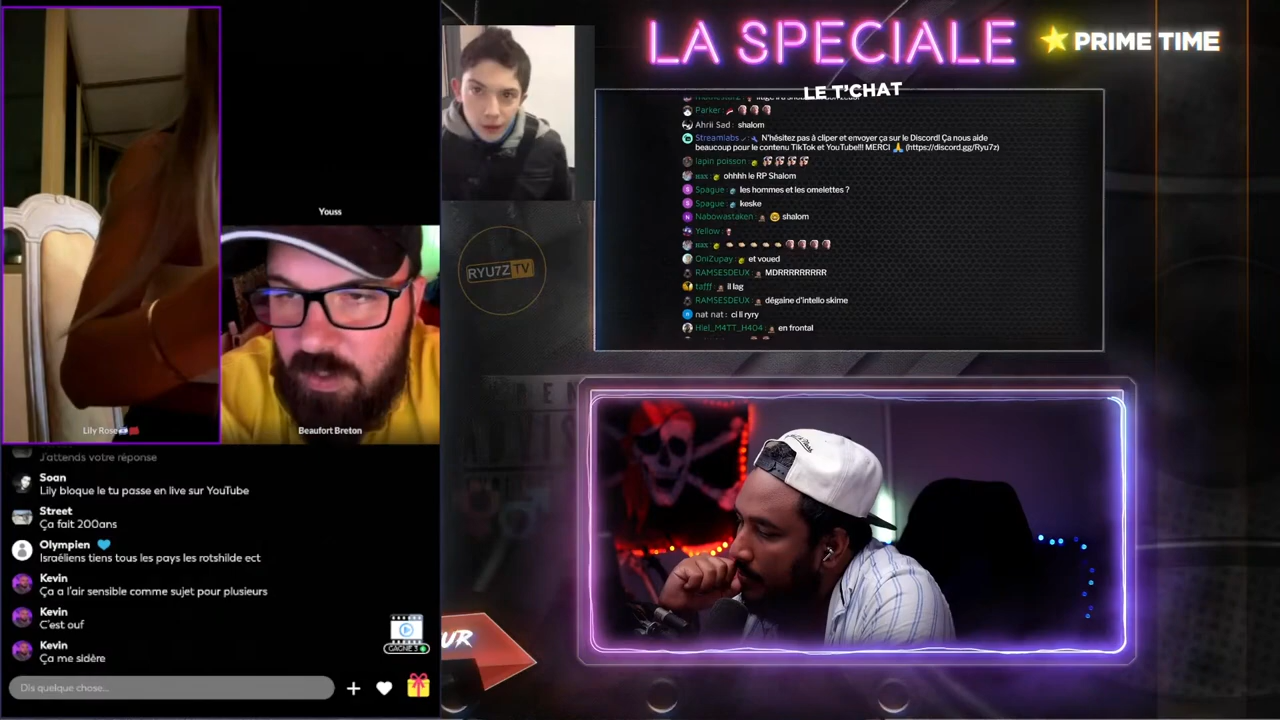 LA SPECIALE
PRIME TIME
LE T'CHAT
Parker :
Ahrii Sad : shalom
Streamlabs : N'hésitez pas à cliper et envoyer ça sur le Discord! Ça nous aide
beaucoup pour le contenu TikTok et YouTube!!! MERCI 🙏 (https://discord.gg/Ryu7z)
lapin poisson :
: ohhhh le RP Shalom
Spague : les hommes et les omelettes ?
Spague : keske
Nabowastaken : shalom
Yellow :
OniZupay : et voued
RAMSESDEUX : MDRRRRRRRRR
tafff : il lag
RAMSESDEUX : dégaine d'intello skime
nat nat : ci li ryry
Hiel_M4TT_H404 : en frontal
RYU7Z TV
Youss
Lily Rose
Beaufort Breton
J'attends votre réponse
Soan
Lily bloque le tu passe en live sur YouTube
Street
Ça fait 200ans
Olympien 💙
Israéliens tiens tous les pays les rotshilde ect
Kevin
Ça a l'air sensible comme sujet pour plusieurs
Kevin
C'est ouf
Kevin
Ça me sidère
GAGNE 3
UR
Dis quelque chose...